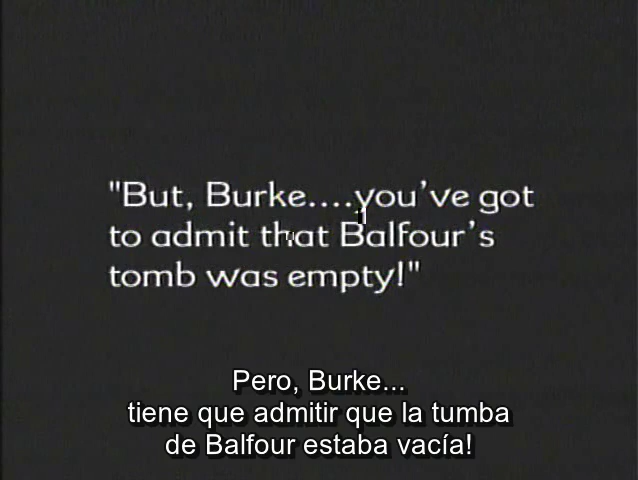 "But, Burke....you've got
to admit that Balfour's
tomb was empty!"
Pero, Burke...
tiene que admitir que la tumba
de Balfour estaba vacía!